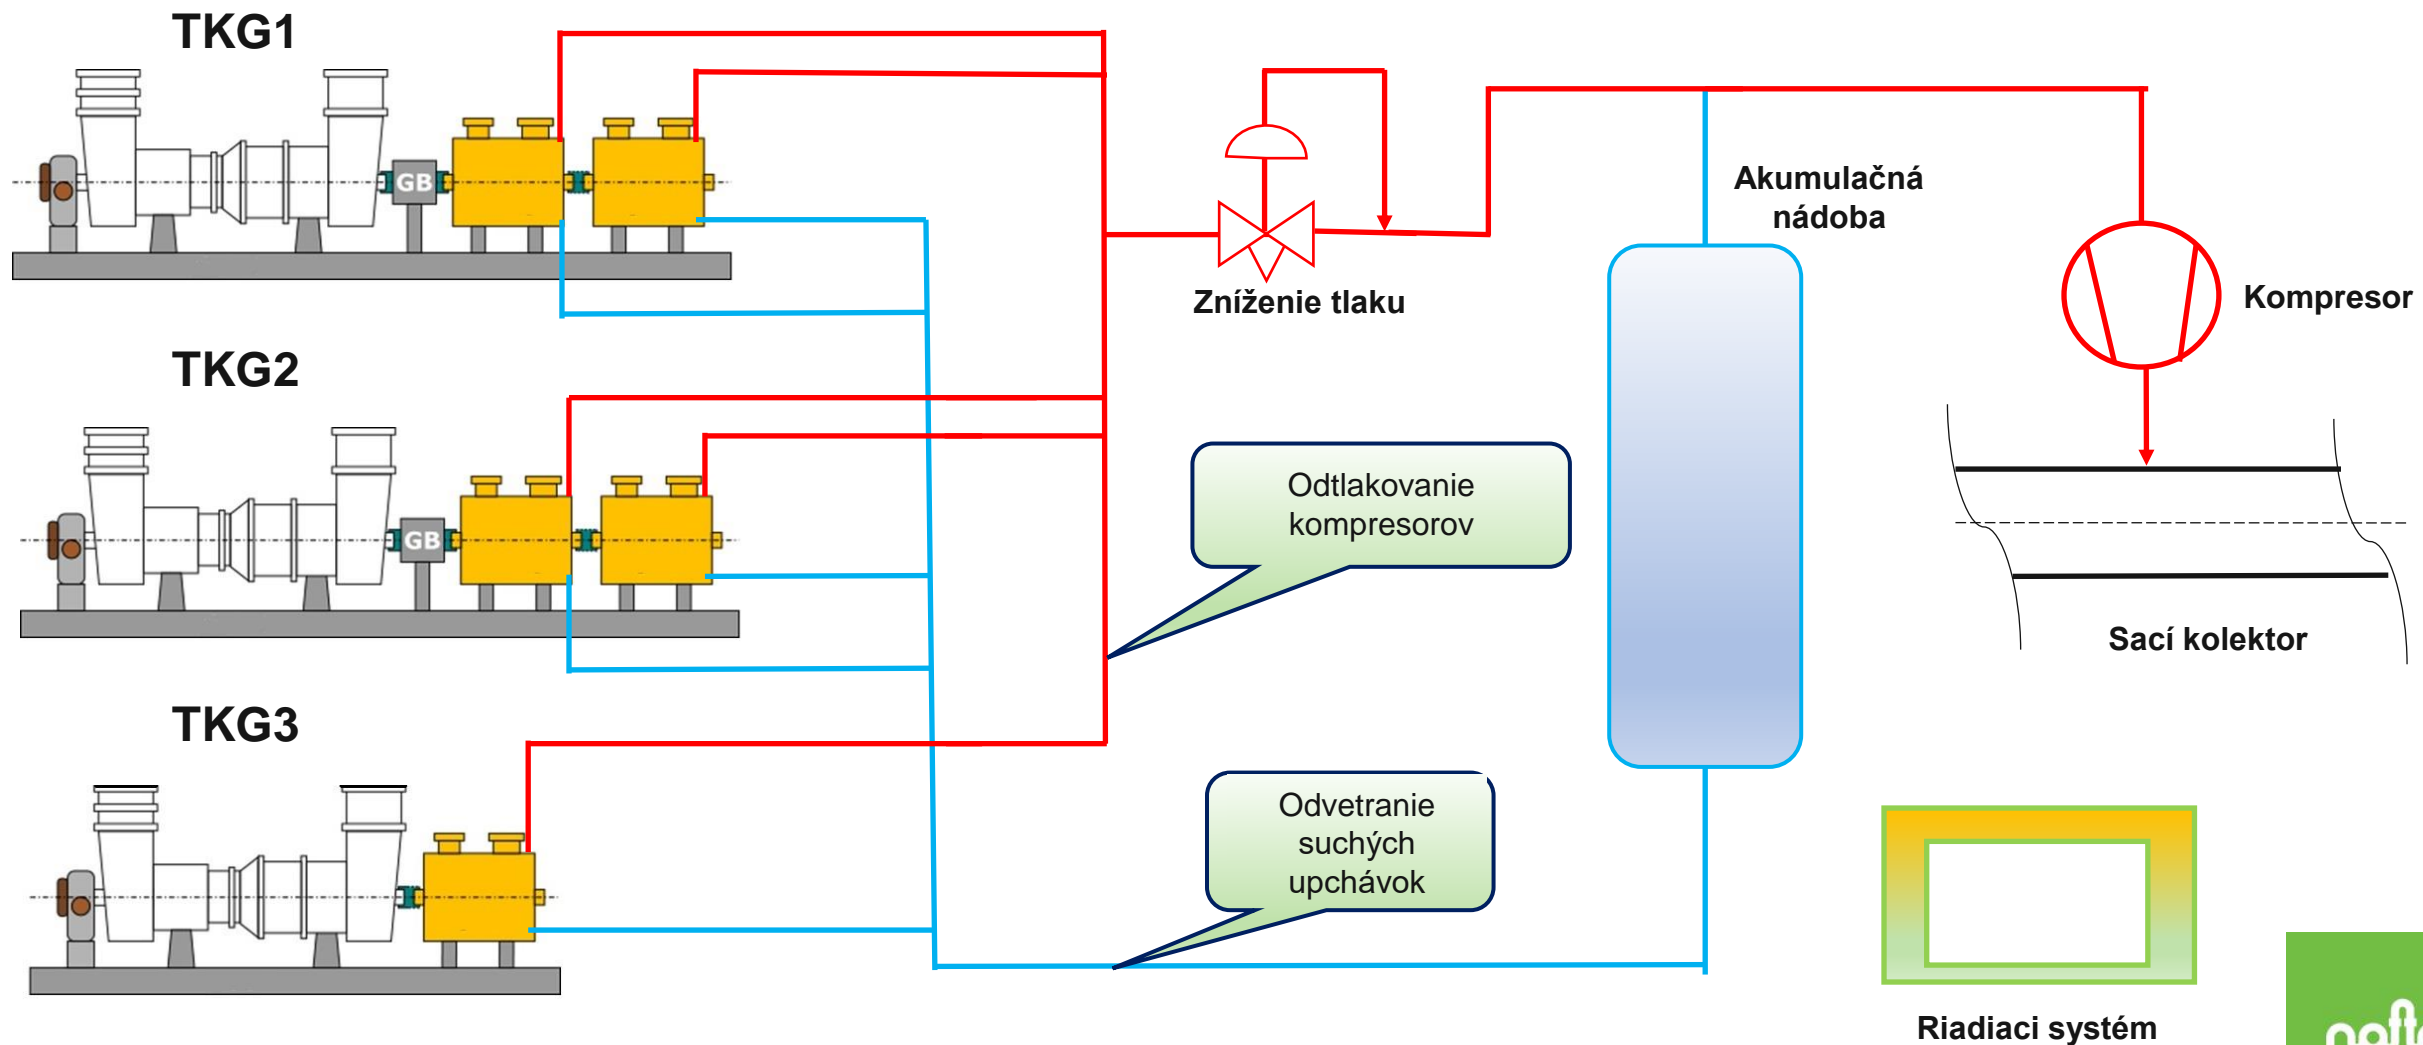 TKG1
GB
Akumulačná
nádoba
Zníženie tlaku
Kompresor
TKG2
GB
Odtlakovanie
kompresorov
Sací kolektor
TKG3
Odvetranie
suchých
upchávok
Riadiaci systém